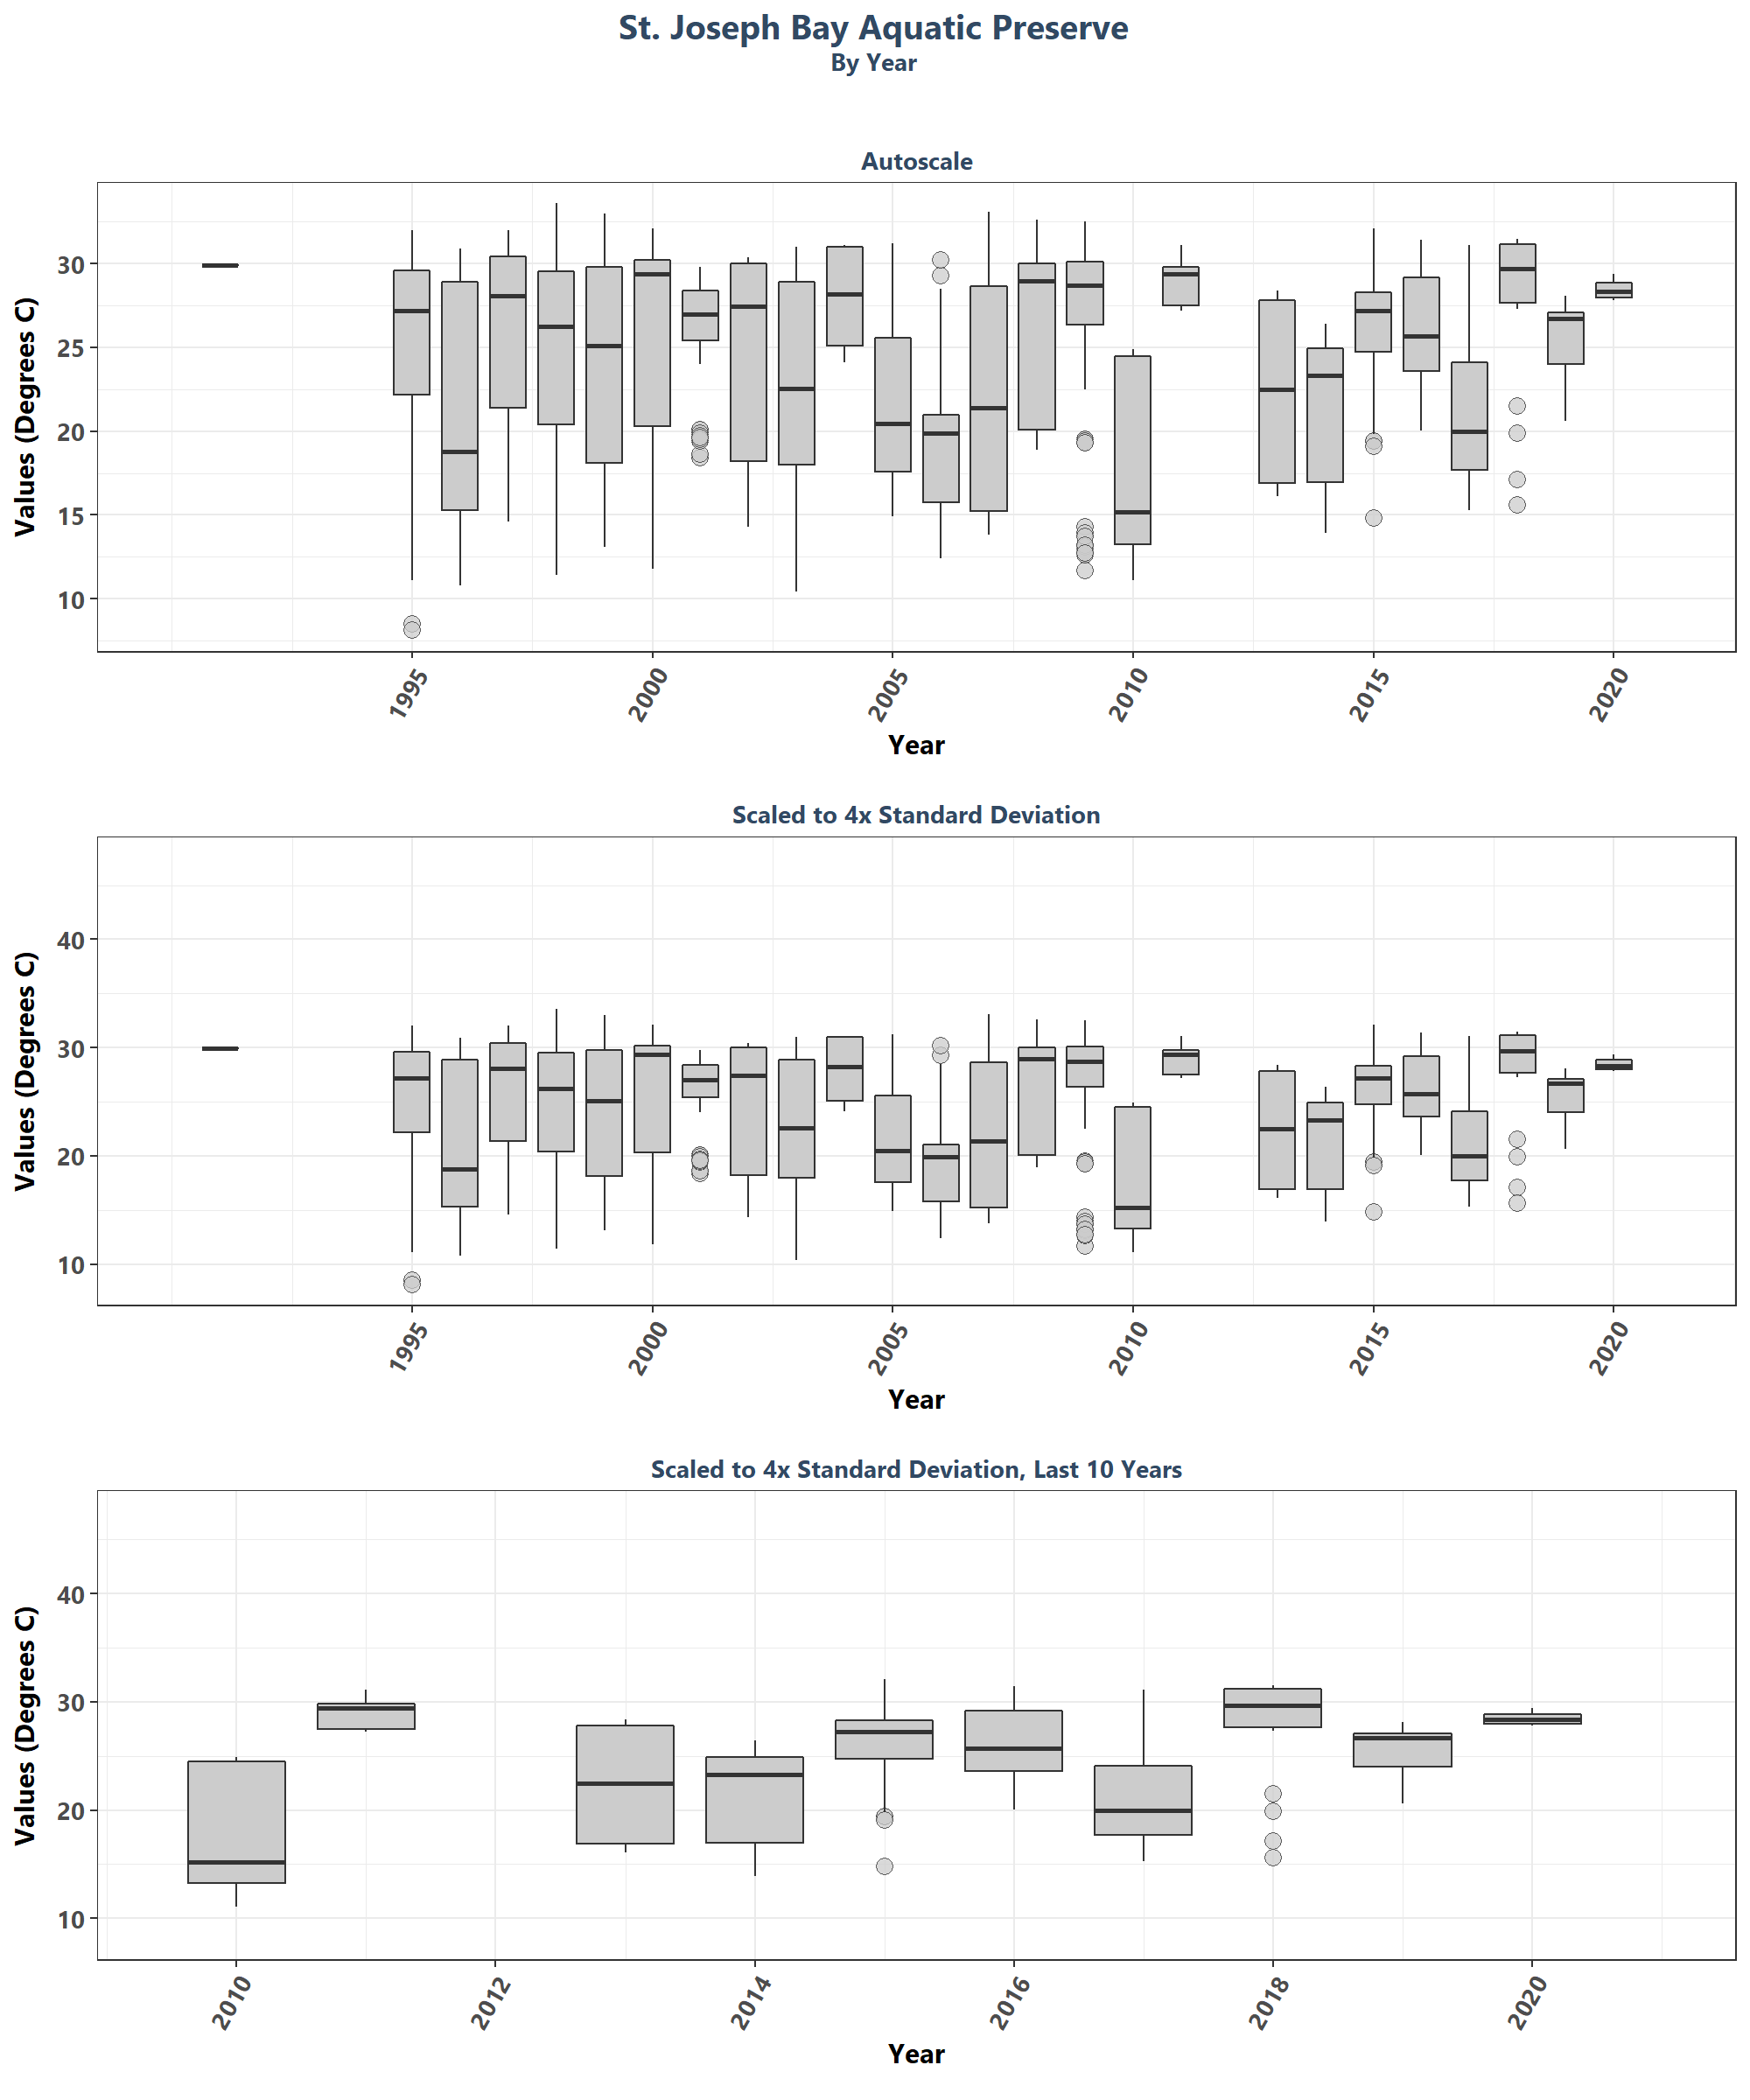 St. Joseph Bay Aquatic Preserve
By Year
Autoscale
Values (Degrees C)
30
25
20
15
10
1995 2000 2005 2010 2015 2020
Year
Scaled to 4x Standard Deviation
Values (Degrees C)
40
30
20
10
1995 2000 2005 2010 2015 2020
Year
Scaled to 4x Standard Deviation, Last 10 Years
Values (Degrees C)
40
30
20
10
2010 2012 2014 2016 2018 2020
Year